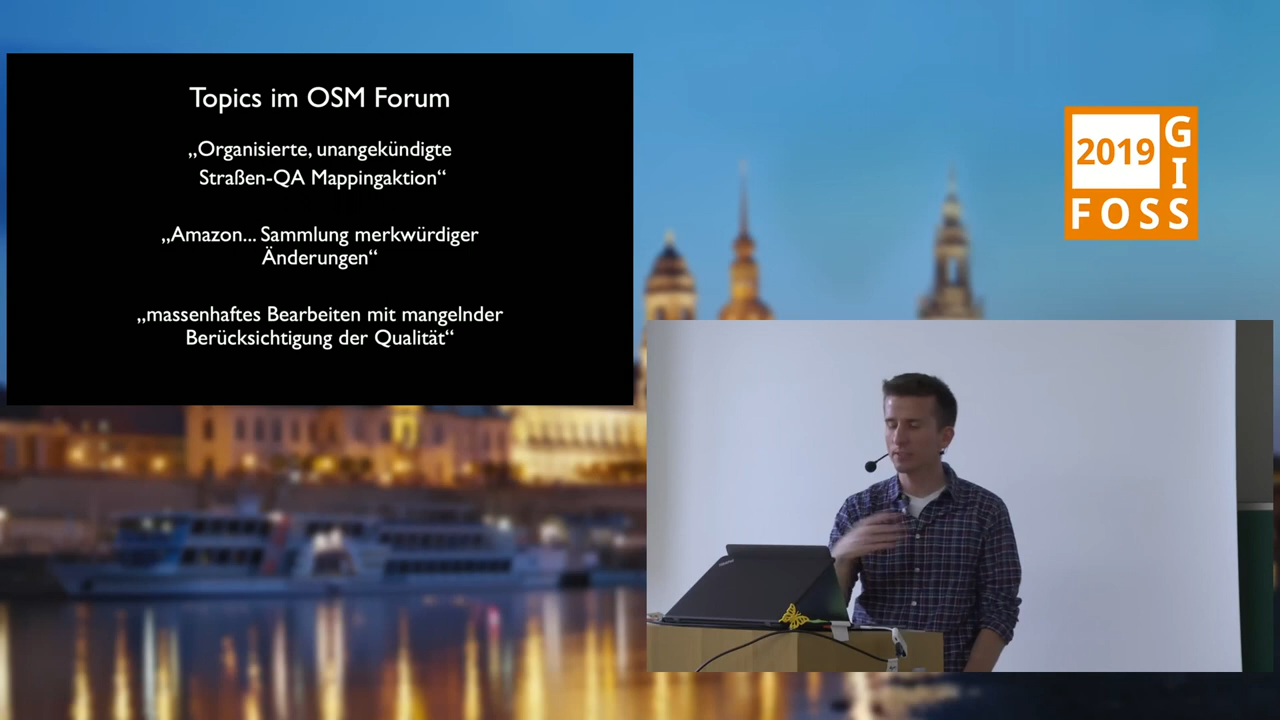 Topics im OSM Forum
„Organisierte, unangekündigte
Straßen-QA Mappingaktion“
„Amazon... Sammlung merkwürdiger
Änderungen“
„massenhaftes Bearbeiten mit mangelnder
Berücksichtigung der Qualität“
2019
GIS
FOSS